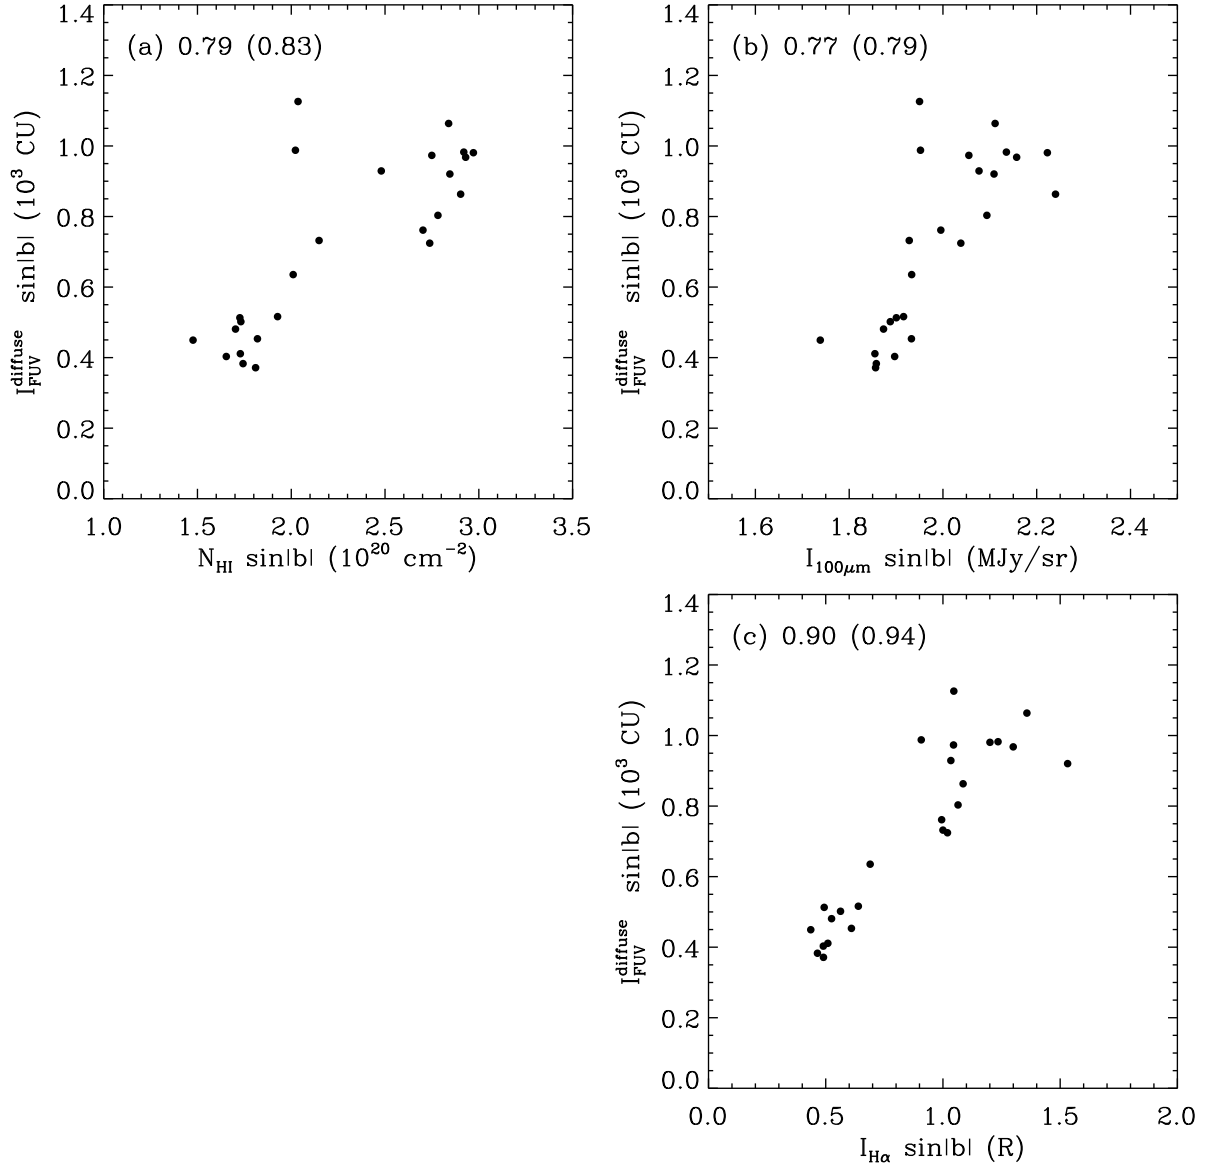 (a) 0.79 (0.83)
1.4
1.2
1.0
0.8
0.6
0.4
0.2
0.0
I_FUV^diffuse sin|b| (10^3 CU)
1.0 1.5 2.0 2.5 3.0 3.5
N_HI sin|b| (10^20 cm^−2)
(b) 0.77 (0.79)
1.4
1.2
1.0
0.8
0.6
0.4
0.2
0.0
I_FUV^diffuse sin|b| (10^3 CU)
1.6 1.8 2.0 2.2 2.4
I_100μm sin|b| (MJy/sr)
(c) 0.90 (0.94)
1.4
1.2
1.0
0.8
0.6
0.4
0.2
0.0
I_FUV^diffuse sin|b| (10^3 CU)
0.0 0.5 1.0 1.5 2.0
I_Hα sin|b| (R)